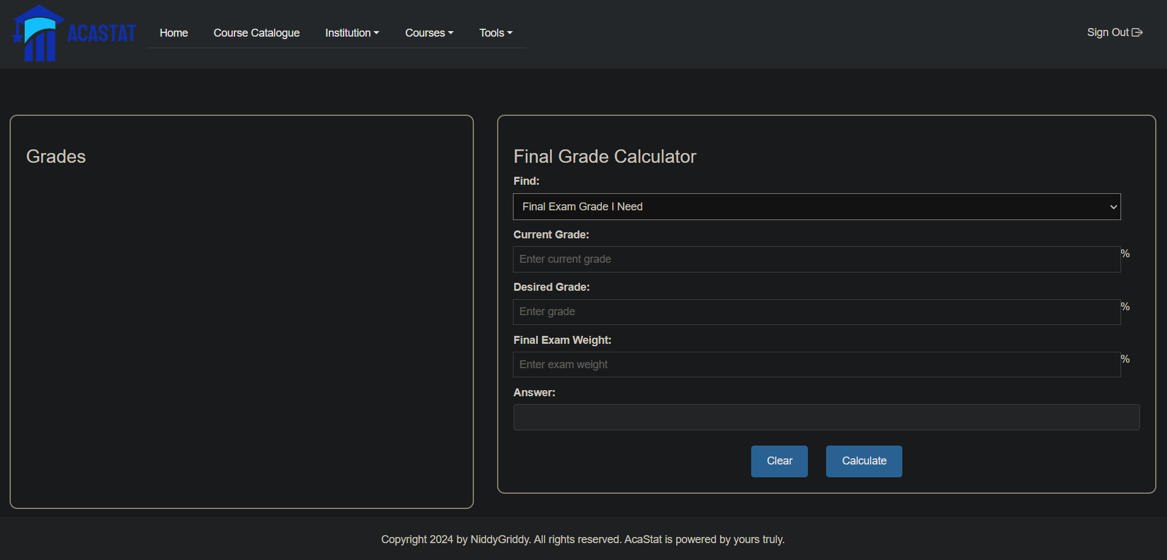 ACASTAT
Home Course Catalogue Institution Courses Tools
Sign Out
Grades
Final Grade Calculator
Find:
Final Exam Grade I Need
Current Grade:
Enter current grade %
Desired Grade:
Enter grade %
Final Exam Weight:
Enter exam weight %
Answer:
Clear Calculate
Copyright 2024 by NiddyGriddy. All rights reserved. AcaStat is powered by yours truly.